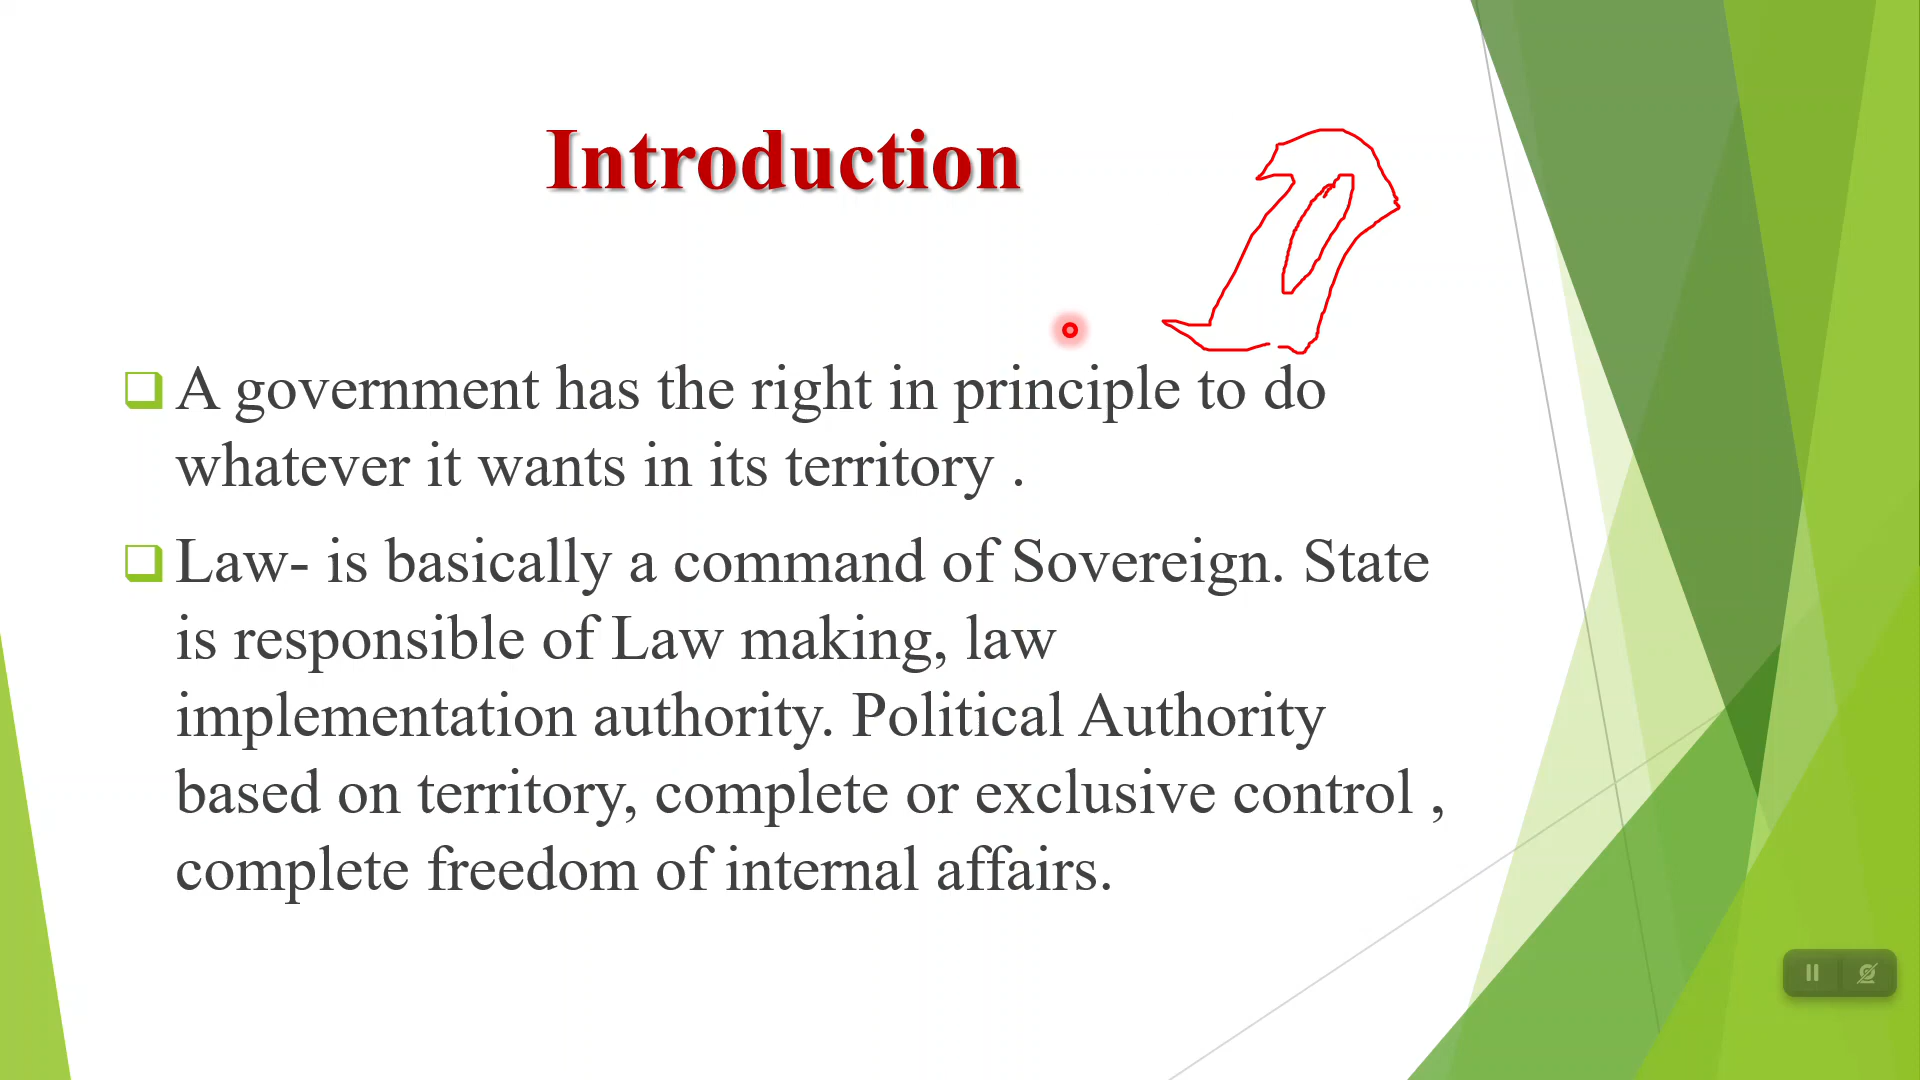 Introduction
A government has the right in principle to do
whatever it wants in its territory .
Law- is basically a command of Sovereign. State
is responsible of Law making, law
implementation authority. Political Authority
based on territory, complete or exclusive control ,
complete freedom of internal affairs.